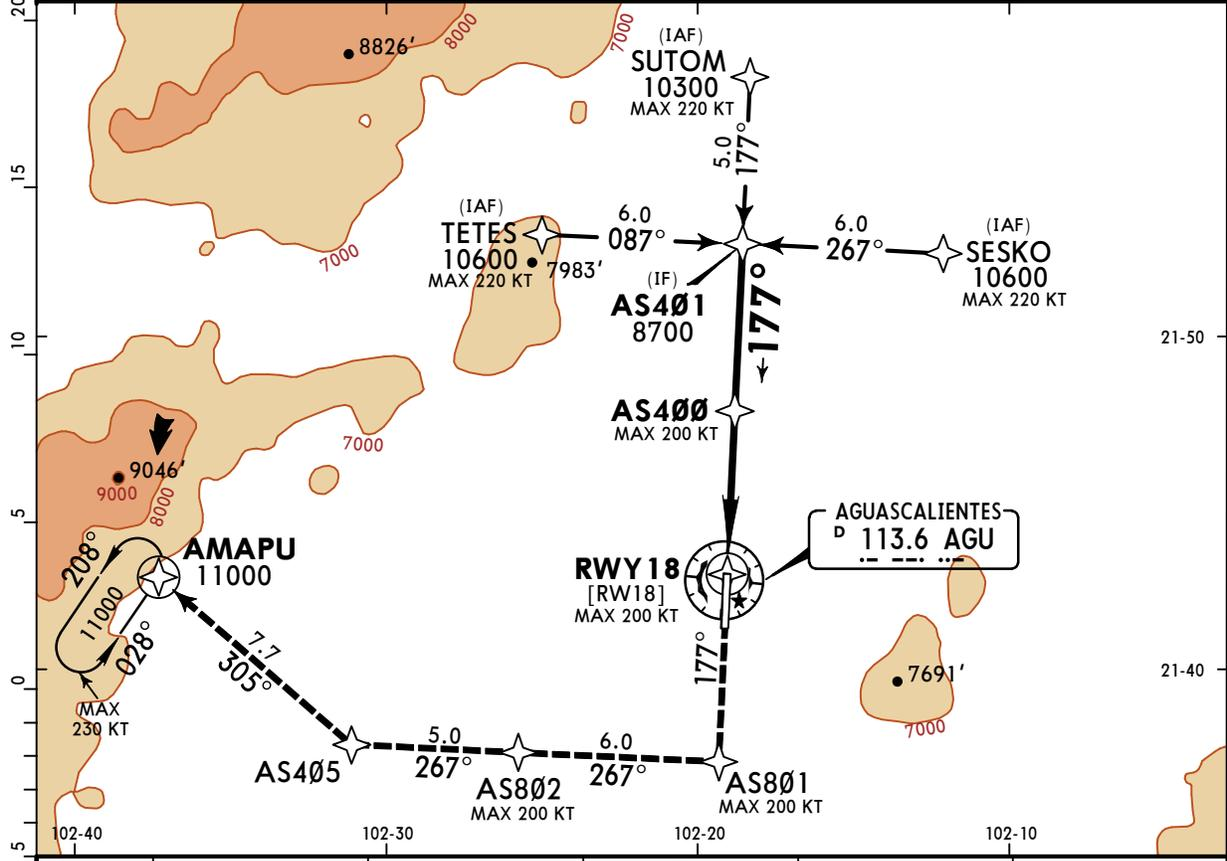 20
8826'
8000
7000
(IAF)
SUTOM
10300
MAX 220 KT
5.0
177°
15
7000
(IAF)
TETES
10600
MAX 220 KT
7983'
6.0
087°
6.0
267°
(IAF)
SESKO
10600
MAX 220 KT
(IF)
AS4Ø1
8700
177°
10
21-50
AS4ØØ
MAX 200 KT
7000
9046'
9000
8000
5
AGUASCALIENTES
D 113.6 AGU
208°
11000
028°
AMAPU
11000
RWY18
[RW18]
MAX 200 KT
177°
7.7
305°
0
MAX
230 KT
21-40
7691'
7000
AS4Ø5
5.0
267°
AS8Ø2
MAX 200 KT
6.0
267°
AS8Ø1
MAX 200 KT
5
102-40
102-30
102-20
102-10